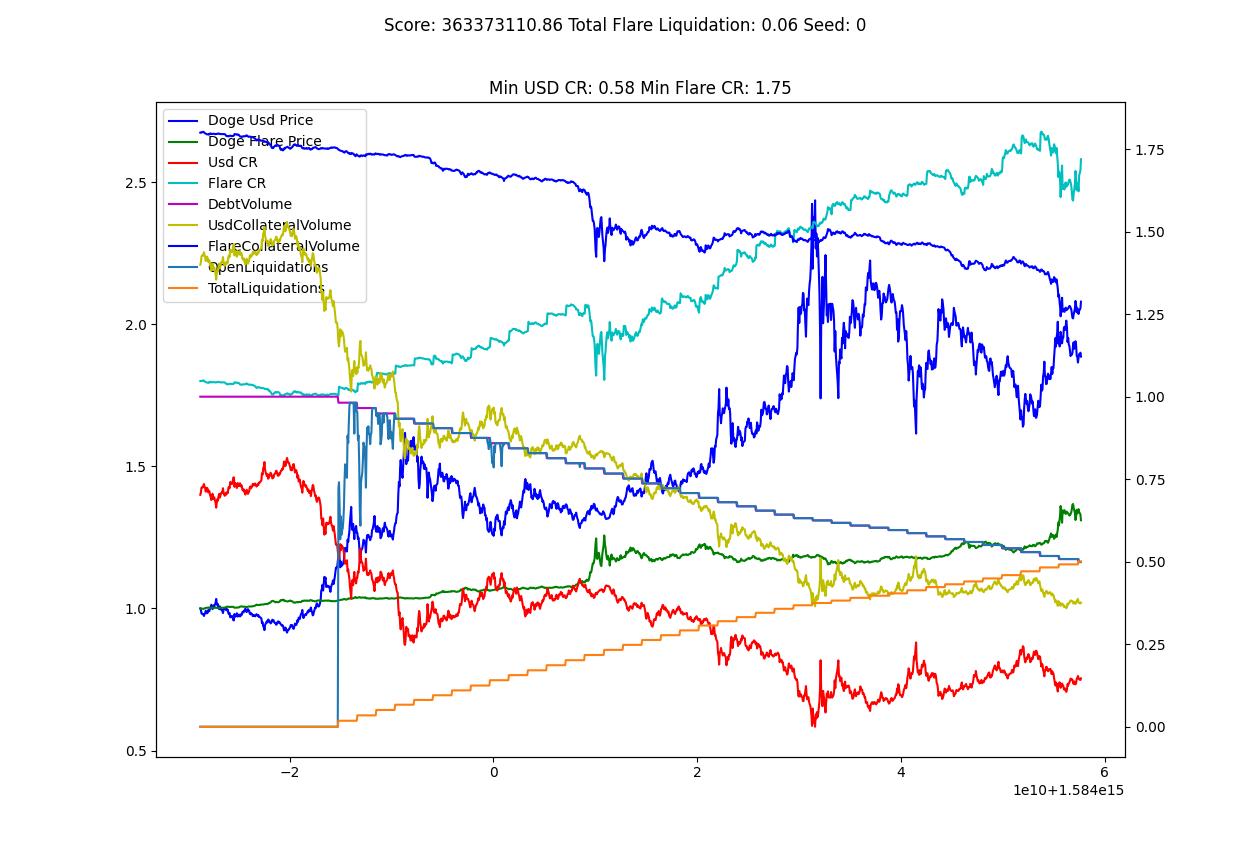 Score: 363373110.86 Total Flare Liquidation: 0.06 Seed: 0
Min USD CR: 0.58 Min Flare CR: 1.75
Doge Usd Price
Doge Flare Price
Usd CR
Flare CR
DebtVolume
UsdCollateralVolume
FlareCollateralVolume
OpenLiquidations
TotalLiquidations
2.5
2.0
1.5
1.0
0.5
1.75
1.50
1.25
1.00
0.75
0.50
0.25
0.00
−2
0
2
4
6
1e10+1.584e15